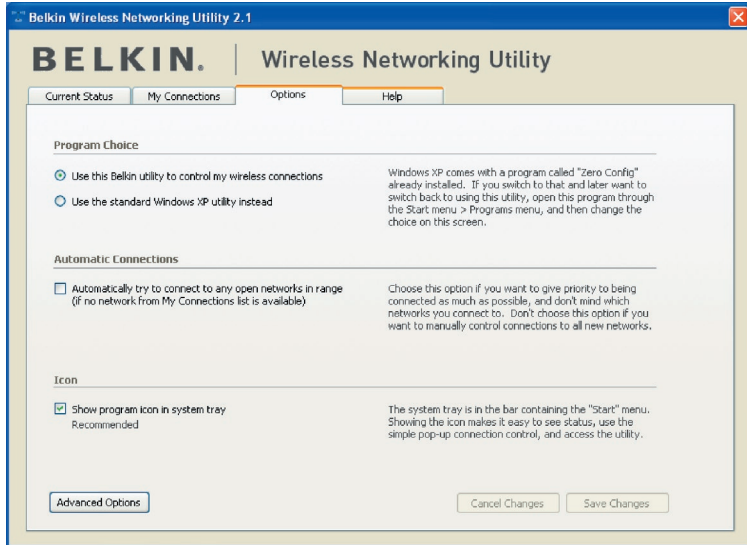 Belkin Wireless Networking Utility 2.1
BELKIN. | Wireless Networking Utility
Current Status
My Connections
Options
Help
Program Choice
Use this Belkin utility to control my wireless connections
Use the standard Windows XP utility instead
Windows XP comes with a program called "Zero Config"
already installed. If you switch to that and later want to
switch back to using this utility, open this program through
the Start menu > Programs menu, and then change the
choice on this screen.
Automatic Connections
Automatically try to connect to any open networks in range
(if no network from My Connections list is available)
Choose this option if you want to give priority to being
connected as much as possible, and don't mind which
networks you connect to. Don't choose this option if you
want to manually control connections to all new networks.
Icon
Show program icon in system tray
Recommended
The system tray is in the bar containing the "Start" menu.
Showing the icon makes it easy to see status, use the
simple pop-up connection control, and access the utility.
Advanced Options
Cancel Changes
Save Changes